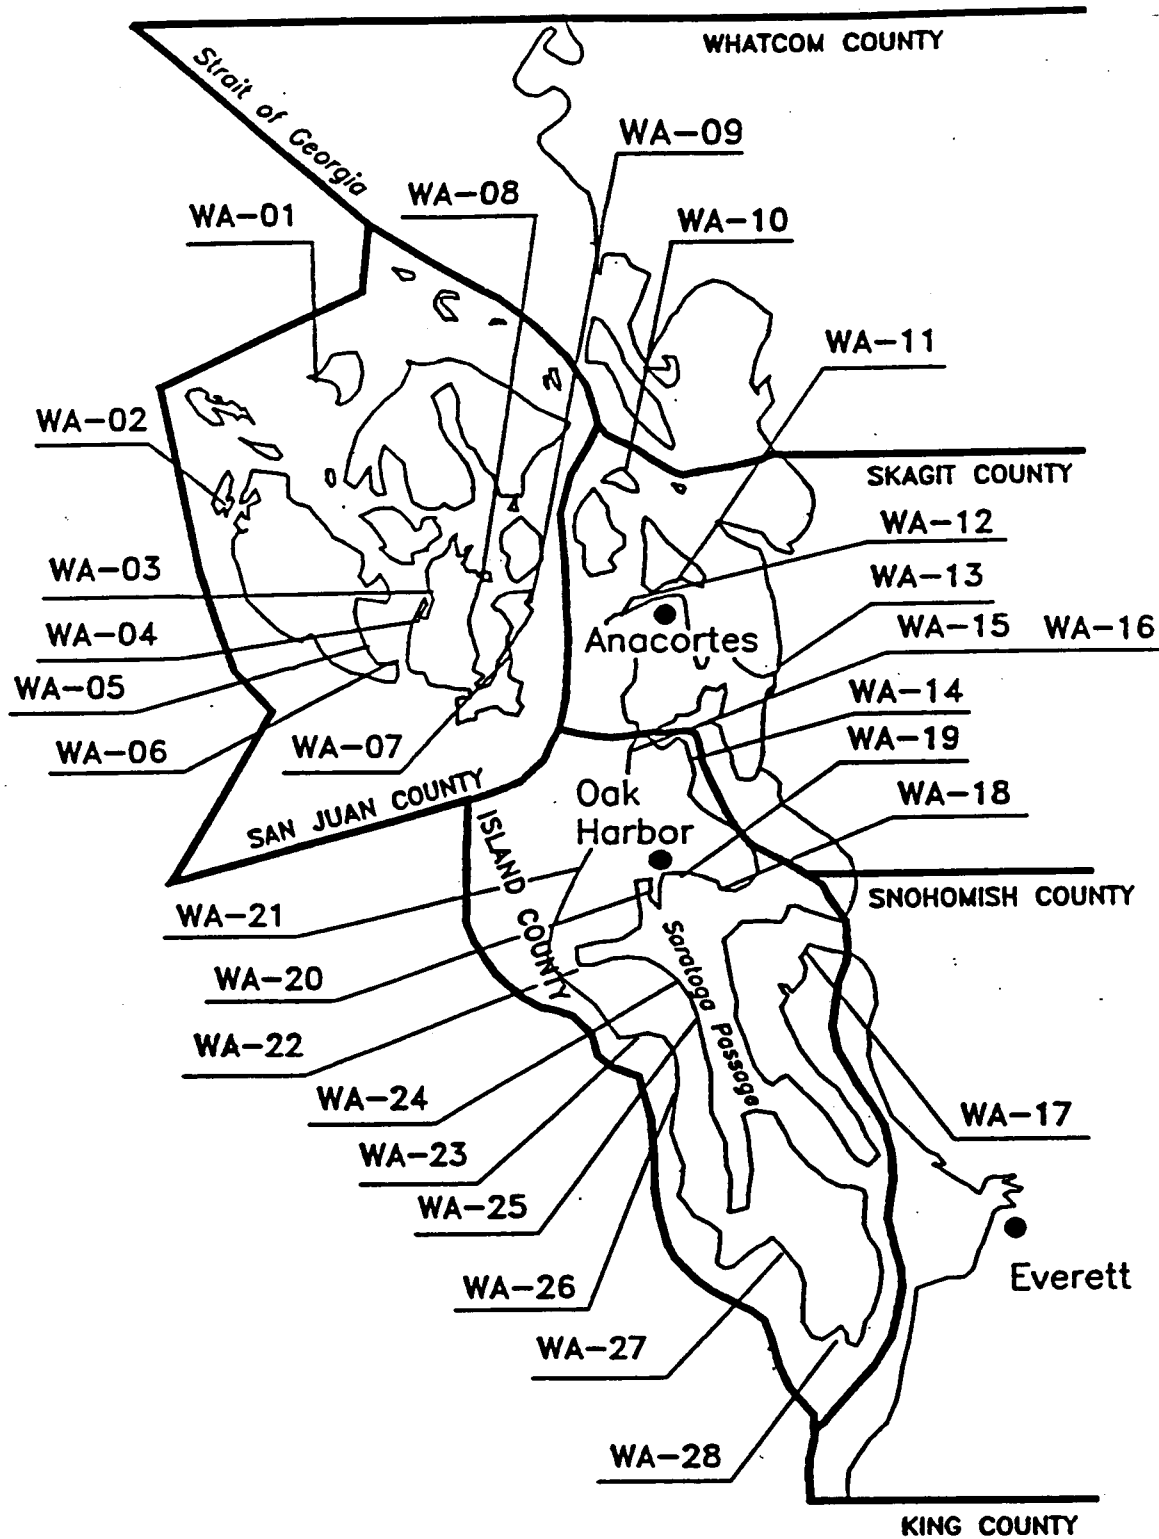 WHATCOM COUNTY
Strait of Georgia
WA-09
WA-08
WA-01
WA-10
WA-11
WA-02
SKAGIT COUNTY
WA-12
WA-03
WA-13
WA-04
Anacortes
WA-15 WA-16
WA-05
WA-14
WA-06
WA-07
WA-19
SAN JUAN COUNTY
Oak
Harbor
WA-18
ISLAND COUNTY
SNOHOMISH COUNTY
WA-21
Saratoga Passage
WA-20
WA-22
WA-24
WA-17
WA-23
WA-25
WA-26
Everett
WA-27
WA-28
KING COUNTY